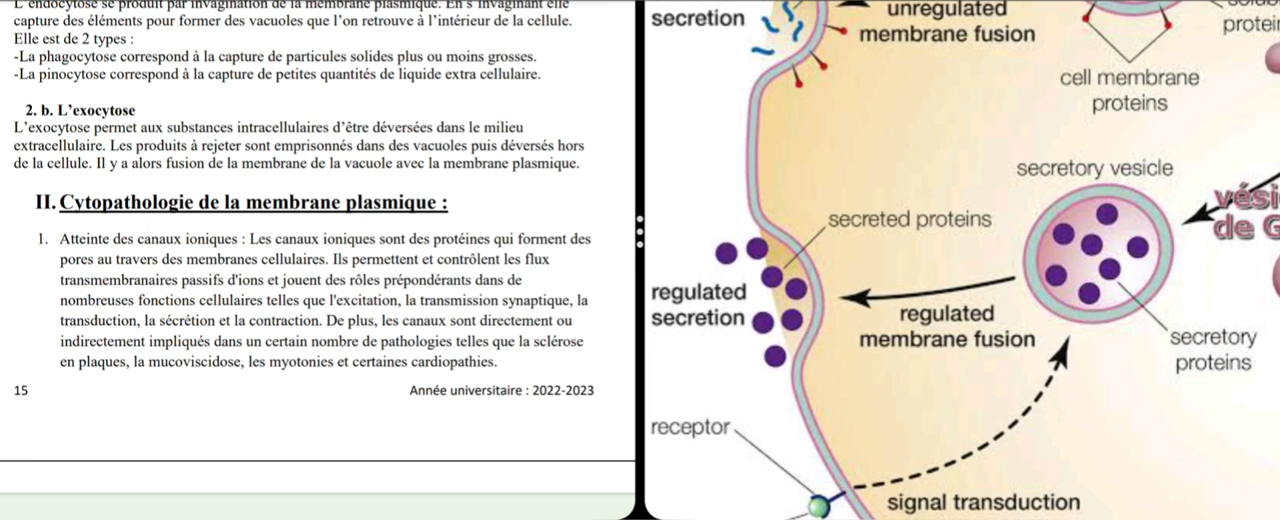 L'endocytose se produit par invagination de la membrane plasmique. En s'invaginant elle
capture des éléments pour former des vacuoles que l'on retrouve à l'intérieur de la cellule.
Elle est de 2 types :
-La phagocytose correspond à la capture de particules solides plus ou moins grosses.
-La pinocytose correspond à la capture de petites quantités de liquide extra cellulaire.
2. b. L'exocytose
L'exocytose permet aux substances intracellulaires d'être déversées dans le milieu
extracellulaire. Les produits à rejeter sont emprisonnés dans des vacuoles puis déversés hors
de la cellule. Il y a alors fusion de la membrane de la vacuole avec la membrane plasmique.
II. Cytopathologie de la membrane plasmique :
1. Atteinte des canaux ioniques : Les canaux ioniques sont des protéines qui forment des
pores au travers des membranes cellulaires. Ils permettent et contrôlent les flux
transmembranaires passifs d'ions et jouent des rôles prépondérants dans de
nombreuses fonctions cellulaires telles que l'excitation, la transmission synaptique, la
transduction, la sécrétion et la contraction. De plus, les canaux sont directement ou
indirectement impliqués dans un certain nombre de pathologies telles que la sclérose
en plaques, la mucoviscidose, les myotonies et certaines cardiopathies.
15 Année universitaire : 2022-2023
secretion
unregulated
membrane fusion
protei
cell membrane
proteins
secretory vesicle
vési
de G
secreted proteins
regulated
secretion
regulated
membrane fusion
secretory
proteins
receptor
signal transduction